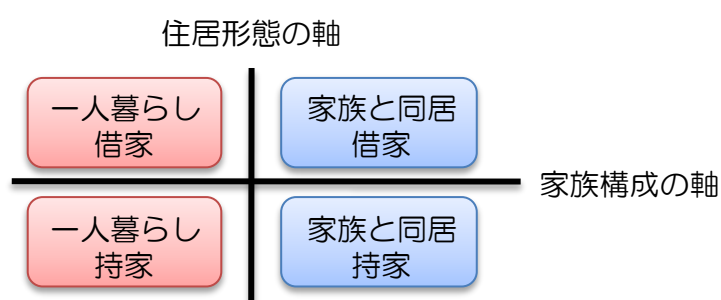 住居形態の軸
一人暮らし
借家
家族と同居
借家
家族構成の軸
一人暮らし
持家
家族と同居
持家